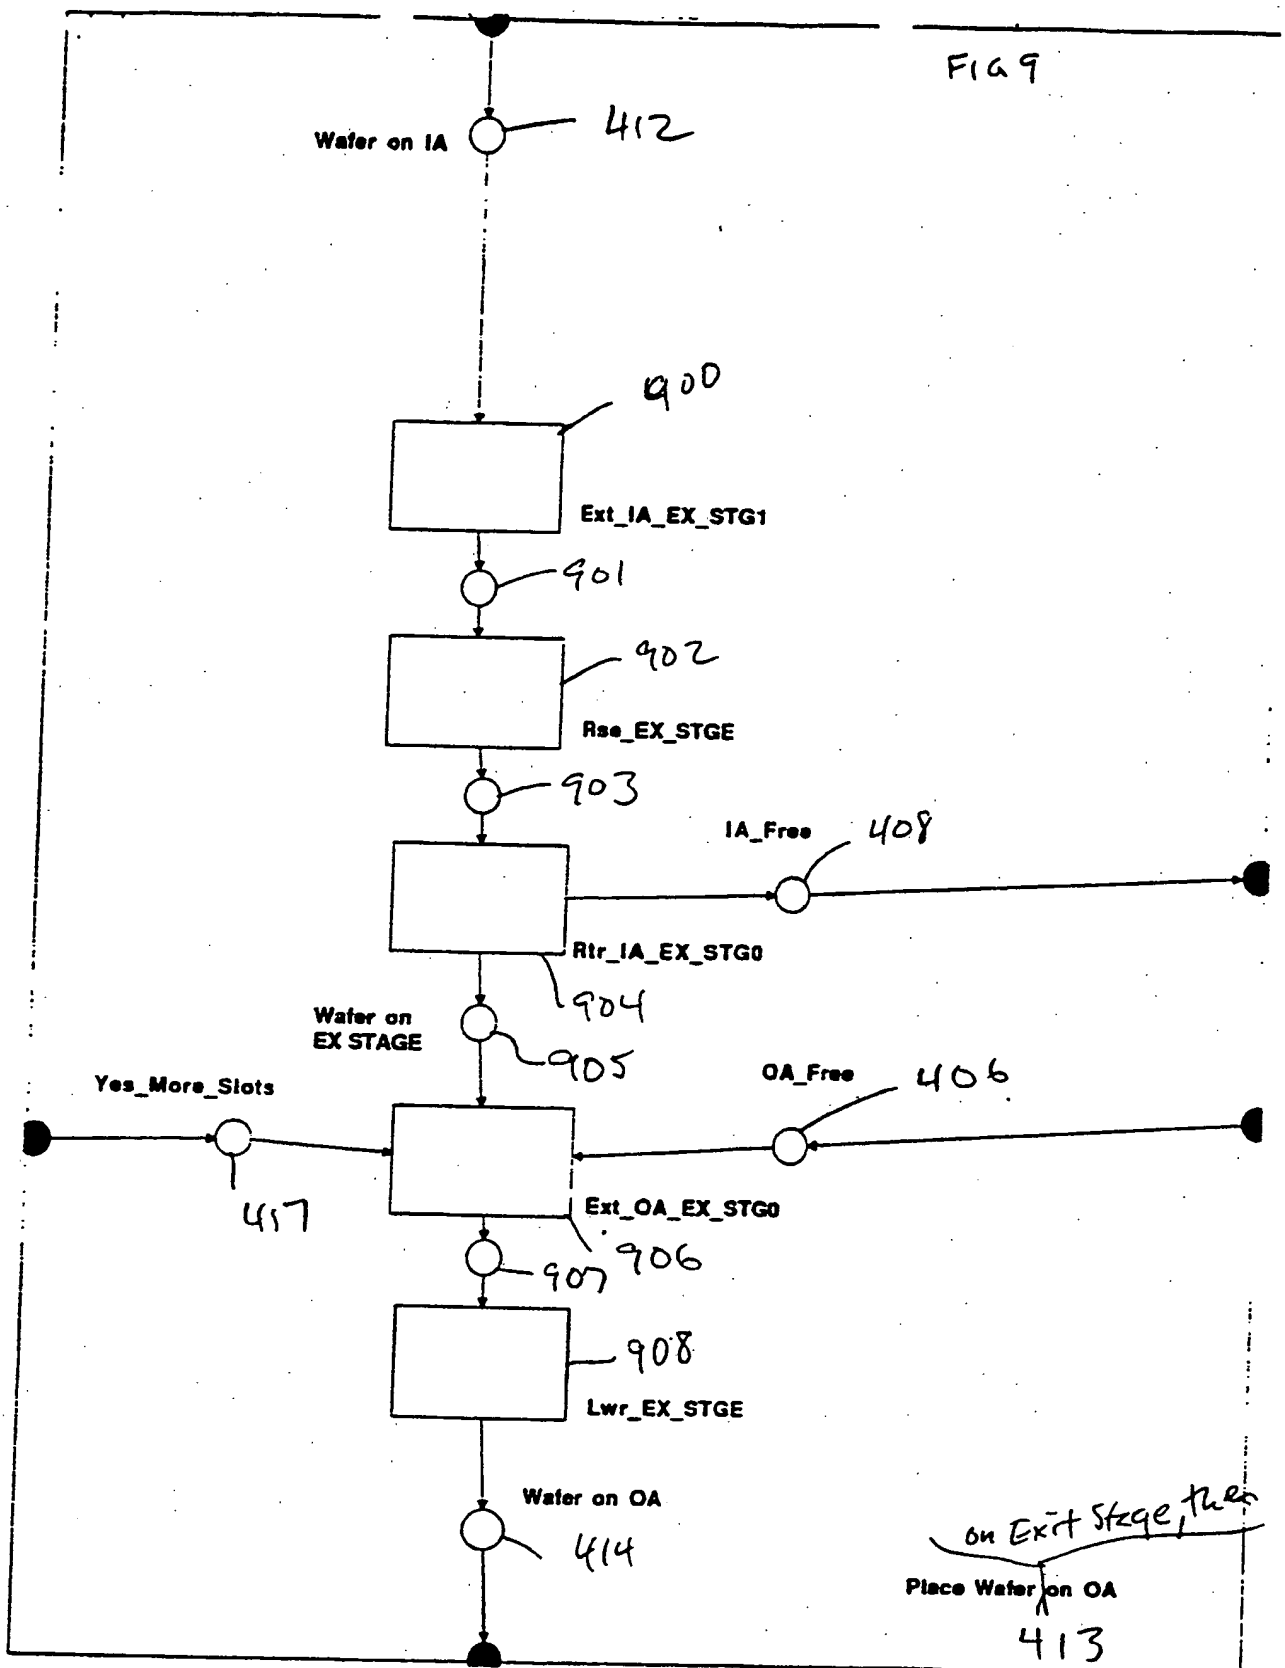 FIG 9
Wafer on IA
412
900
Ext_IA_EX_STG1
901
902
Rse_EX_STGE
903
IA_Free
408
Rtr_IA_EX_STG0
904
Wafer on
EX STAGE
905
Yes_More_Slots
OA_Free
406
417
Ext_OA_EX_STG0
906
907
908
Lwr_EX_STGE
Wafer on OA
414
on Exit Stage, then
Place Wafer on OA
413